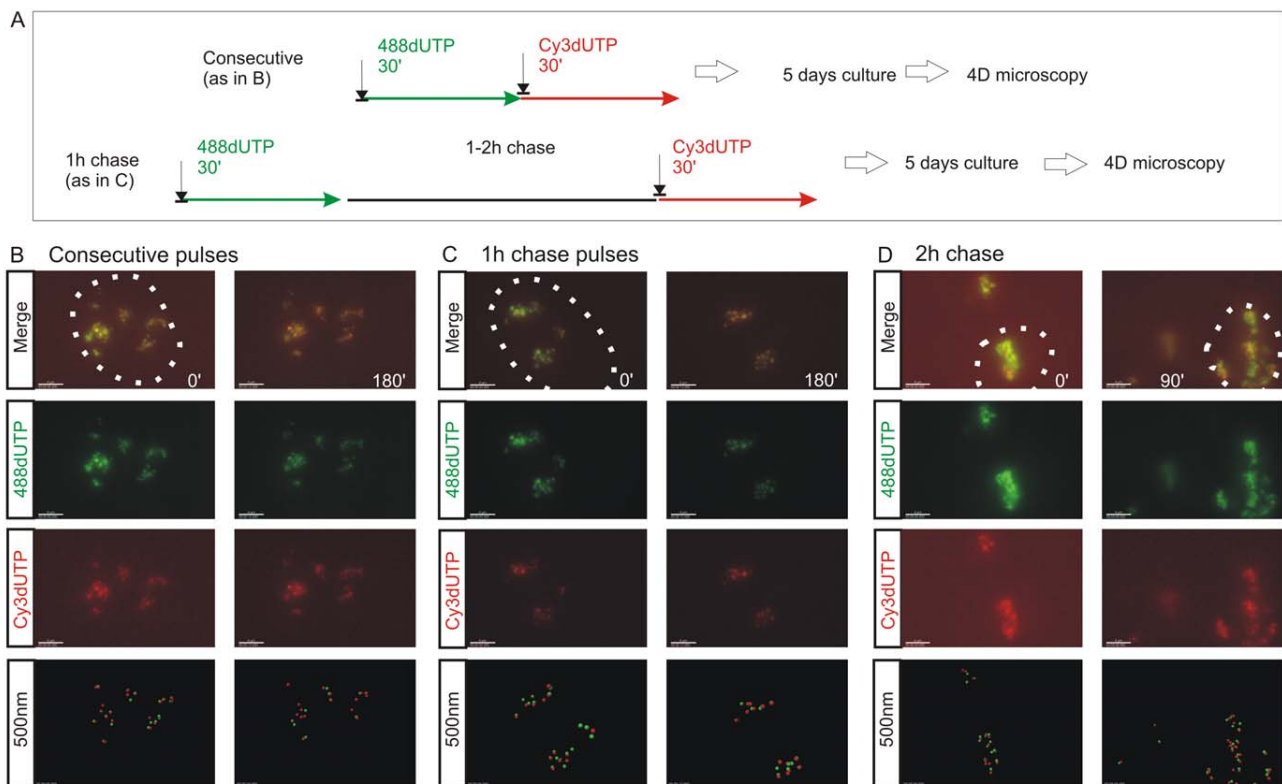 A
Consecutive
(as in B)
488dUTP
30'
Cy3dUTP
30'
5 days culture
4D microscopy
1h chase
(as in C)
488dUTP
30'
1-2h chase
Cy3dUTP
30'
5 days culture
4D microscopy
B Consecutive pulses
C 1h chase pulses
D 2h chase
Merge
0'
180'
Merge
0'
180'
Merge
0'
90'
488dUTP
488dUTP
488dUTP
Cy3dUTP
Cy3dUTP
Cy3dUTP
500nm
500nm
500nm